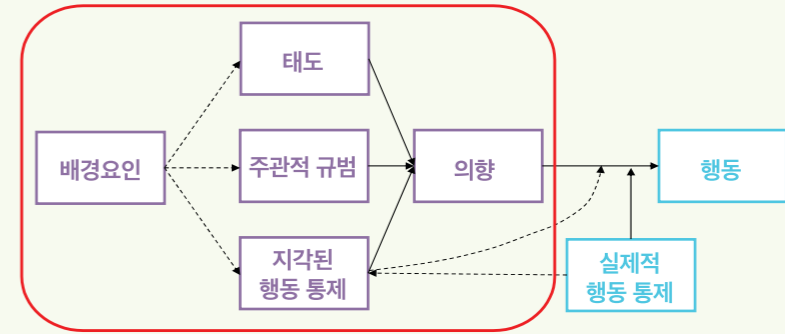 태도
배경요인
주관적 규범
의향
행동
지각된
행동 통제
실제적
행동 통제